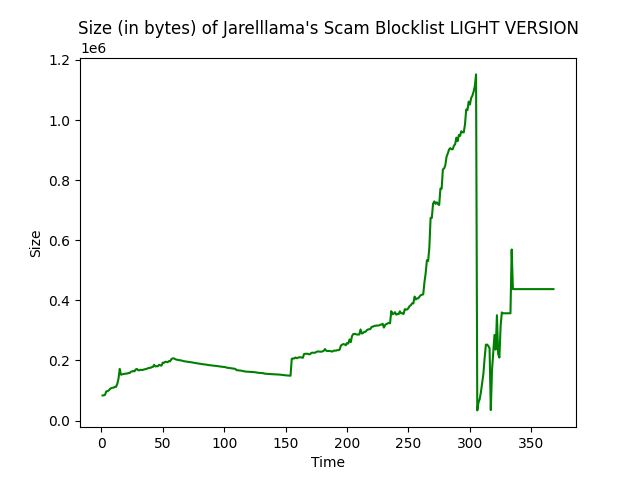 Size (in bytes) of Jarelllama's Scam Blocklist LIGHT VERSION
1e6
1.2
1.0
0.8
0.6
0.4
0.2
0.0
Size
0 50 100 150 200 250 300 350
Time